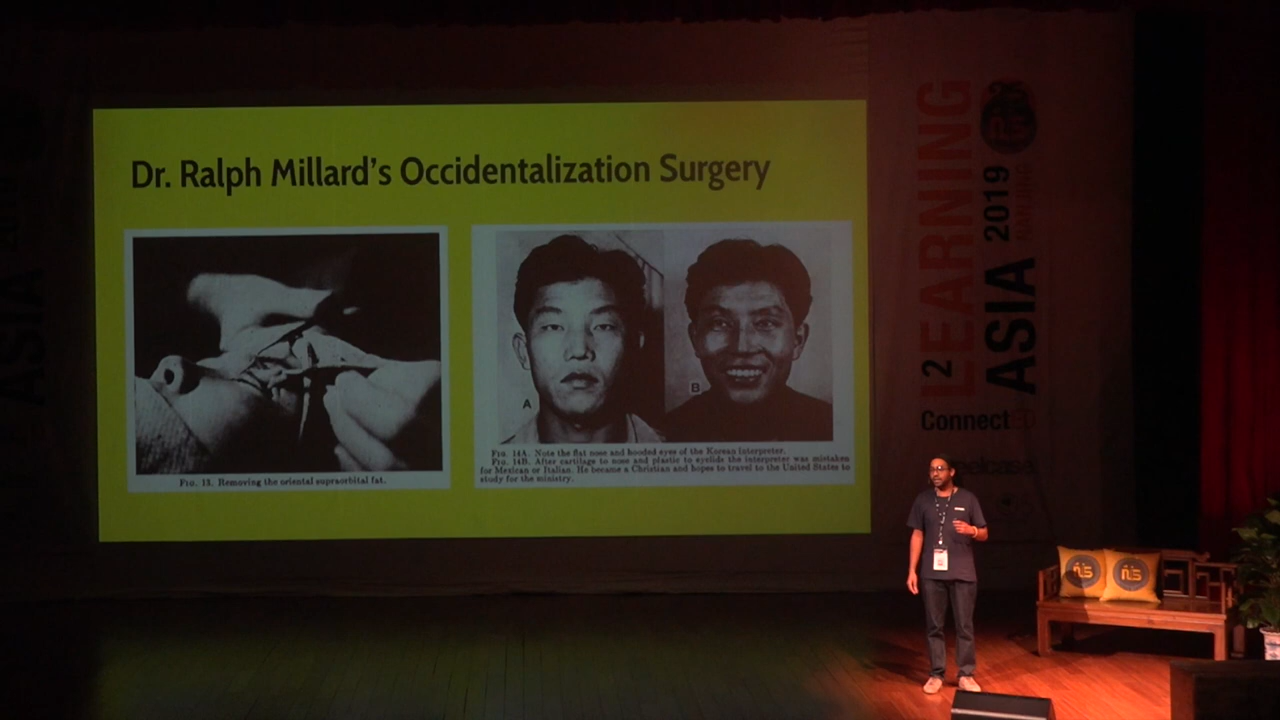 Dr. Ralph Millard's Occidentalization Surgery
FIG. 13. Removing the oriental supraorbital fat.
A
B
FIG. 14A. Note the flat nose and hooded eyes of the Korean interpreter.
FIG. 14B. After cartilage to nose and plastic to eyelids the interpreter was mistaken
for Mexican or Italian. He became a Christian and hopes to travel to the United States to
study for the ministry.
L2 LEARNING
ASIA 2019
Connect